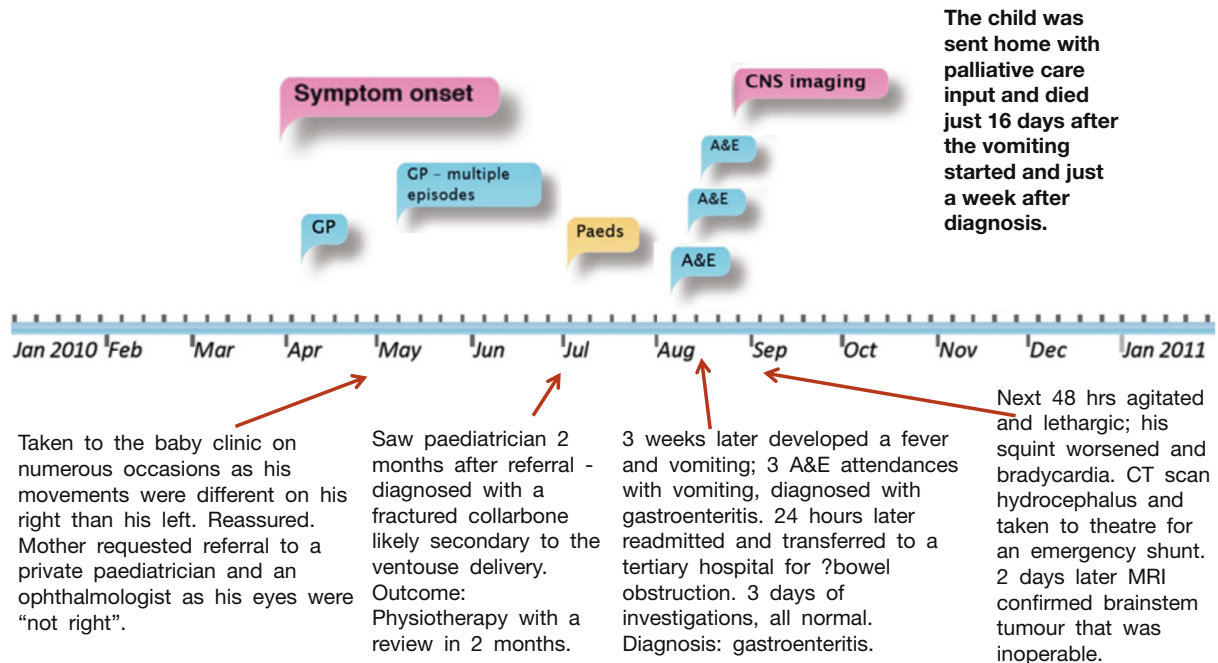 The child was
sent home with
palliative care
input and died
just 16 days after
the vomiting
started and just
a week after
diagnosis.
Symptom onset
CNS imaging
A&E
GP – multiple
episodes
A&E
GP
Paeds
A&E
Jan 2010 Feb Mar Apr May Jun Jul Aug Sep Oct Nov Dec Jan 2011
Taken to the baby clinic on
numerous occasions as his
movements were different on his
right than his left. Reassured.
Mother requested referral to a
private paediatrician and an
ophthalmologist as his eyes were
“not right”.
Saw paediatrician 2
months after referral -
diagnosed with a
fractured collarbone
likely secondary to the
ventouse delivery.
Outcome:
Physiotherapy with a
review in 2 months.
3 weeks later developed a fever
and vomiting; 3 A&E attendances
with vomiting, diagnosed with
gastroenteritis. 24 hours later
readmitted and transferred to a
tertiary hospital for ?bowel
obstruction. 3 days of
investigations, all normal.
Diagnosis: gastroenteritis.
Next 48 hrs agitated
and lethargic; his
squint worsened and
bradycardia. CT scan
hydrocephalus and
taken to theatre for
an emergency shunt.
2 days later MRI
confirmed brainstem
tumour that was
inoperable.